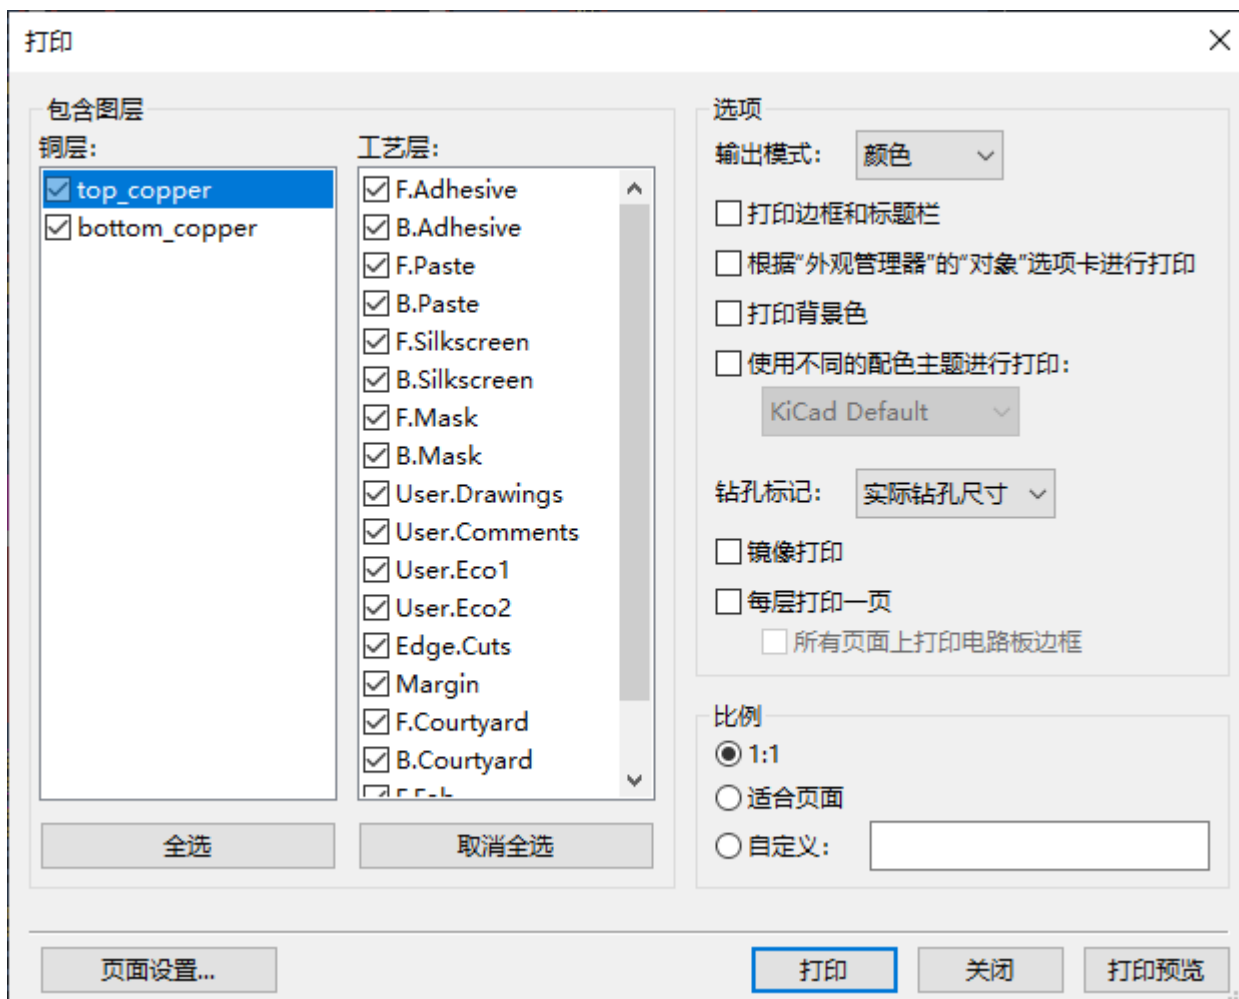 打印
包含图层
铜层:
top_copper
bottom_copper
全选
工艺层:
F.Adhesive
B.Adhesive
F.Paste
B.Paste
F.Silkscreen
B.Silkscreen
F.Mask
B.Mask
User.Drawings
User.Comments
User.Eco1
User.Eco2
Edge.Cuts
Margin
F.Courtyard
B.Courtyard
取消全选
选项
输出模式: 颜色
打印边框和标题栏
根据“外观管理器”的“对象”选项卡进行打印
打印背景色
使用不同的配色主题进行打印:
KiCad Default
钻孔标记: 实际钻孔尺寸
镜像打印
每层打印一页
所有页面上打印电路板边框
比例
1:1
适合页面
自定义:
页面设置... 打印 关闭 打印预览